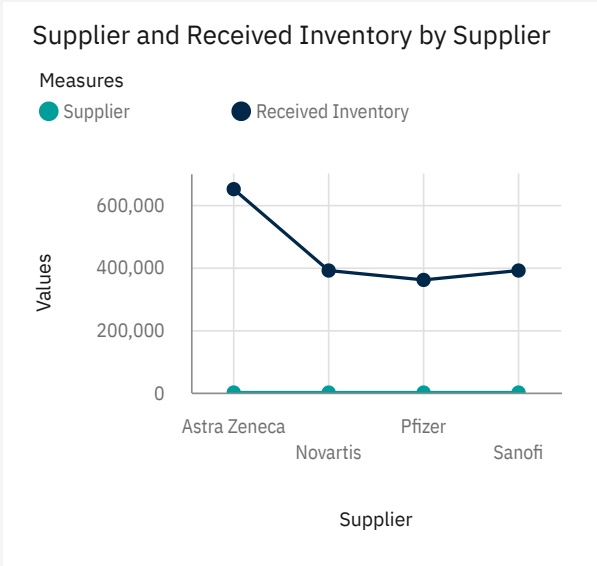 Supplier and Received Inventory by Supplier
Measures
Supplier
Received Inventory
600,000
400,000
200,000
0
Values
Astra Zeneca
Novartis
Pfizer
Sanofi
Supplier